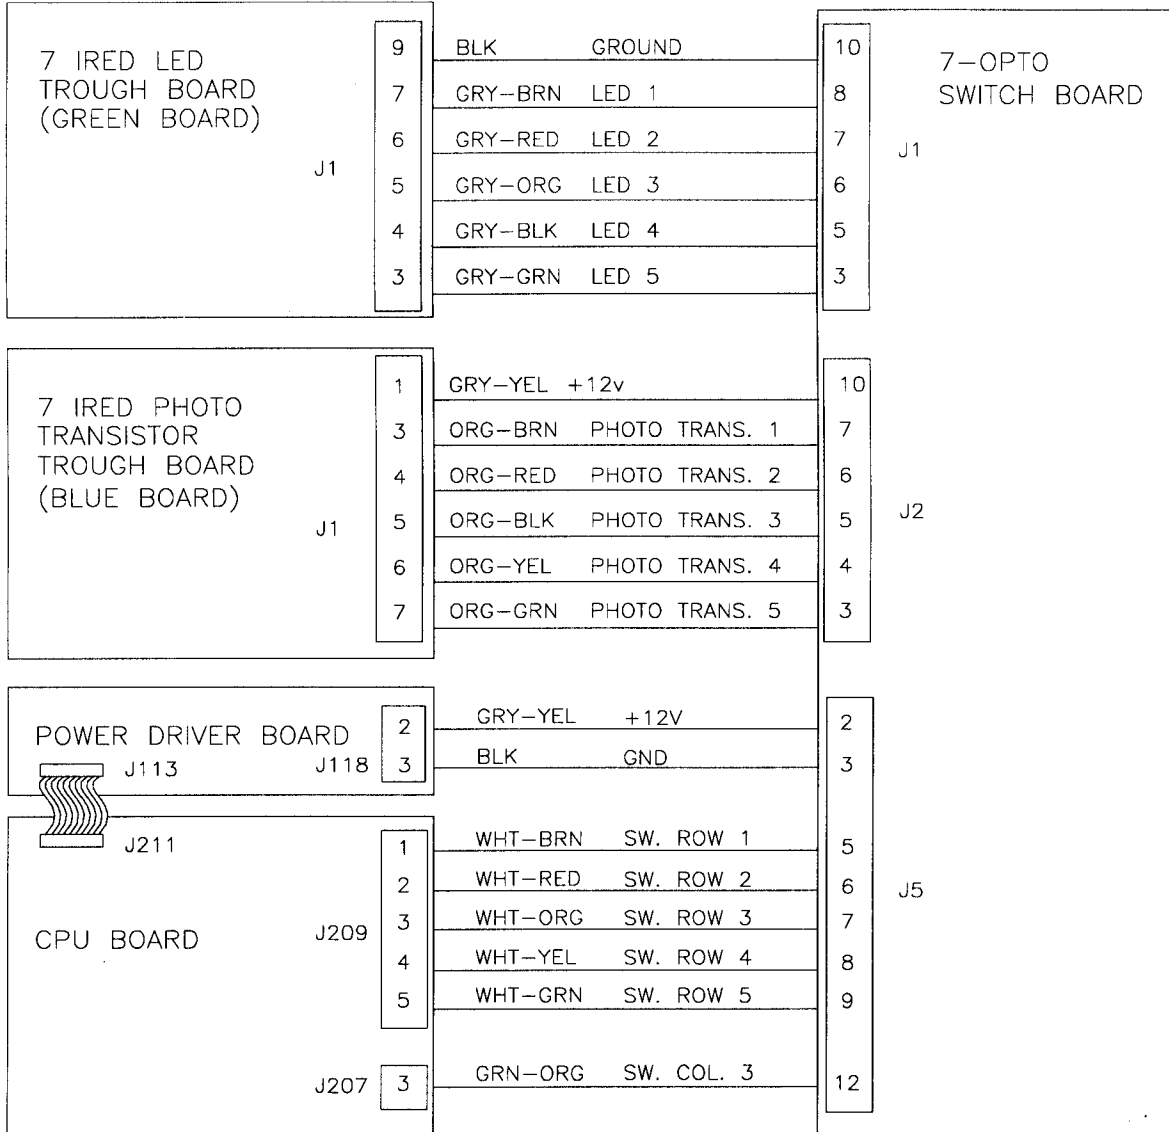 7 IRED LED
TROUGH BOARD
(GREEN BOARD)
J1
9 BLK GROUND 10
7 GRY-BRN LED 1 8
6 GRY-RED LED 2 7
5 GRY-ORG LED 3 6
4 GRY-BLK LED 4 5
3 GRY-GRN LED 5 3
7-OPTO
SWITCH BOARD
J1
7 IRED PHOTO
TRANSISTOR
TROUGH BOARD
(BLUE BOARD)
J1
1 GRY-YEL +12v 10
3 ORG-BRN PHOTO TRANS. 1 7
4 ORG-RED PHOTO TRANS. 2 6
5 ORG-BLK PHOTO TRANS. 3 5
6 ORG-YEL PHOTO TRANS. 4 4
7 ORG-GRN PHOTO TRANS. 5 3
J2
POWER DRIVER BOARD
J113
J118
2 GRY-YEL +12V 2
3 BLK GND 3
J211
CPU BOARD
J209
1 WHT-BRN SW. ROW 1 5
2 WHT-RED SW. ROW 2 6
3 WHT-ORG SW. ROW 3 7
4 WHT-YEL SW. ROW 4 8
5 WHT-GRN SW. ROW 5 9
J5
J207
3 GRN-ORG SW. COL. 3 12